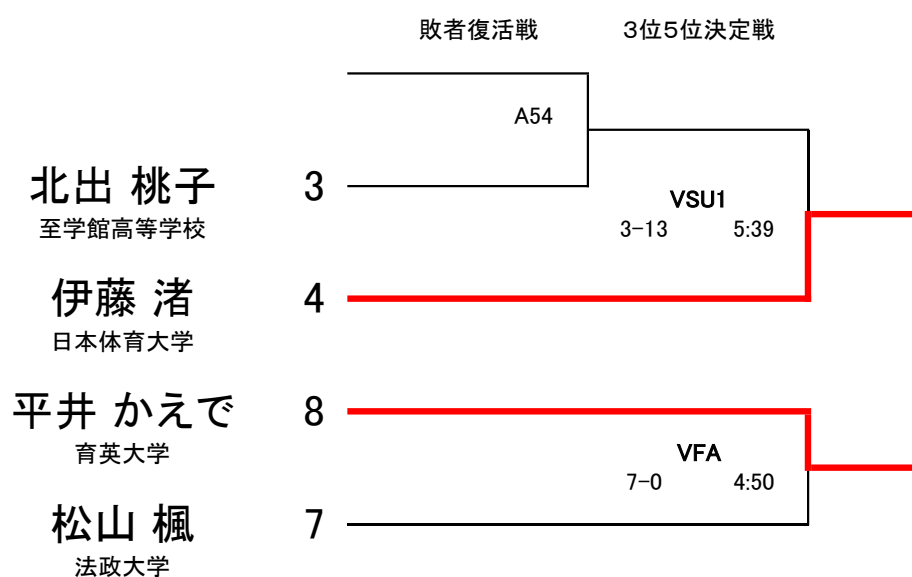 敗者復活戦 3位5位決定戦
A54
北出 桃子 3
至学館高等学校
VSU1
3-13 5:39
伊藤 渚 4
日本体育大学
平井 かえで 8
育英大学
VFA
7-0 4:50
松山 楓 7
法政大学